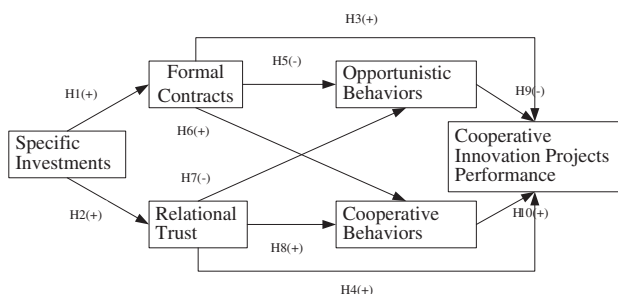 H3(+)
Formal
Contracts
H5(-)
Opportunistic
Behaviors
H1(+)
H9(-)
Specific
Investments
H6(+)
Cooperative
Innovation Projects
Performance
H7(-)
H2(+)
Relational
Trust
H8(+)
Cooperative
Behaviors
H10(+)
H4(+)